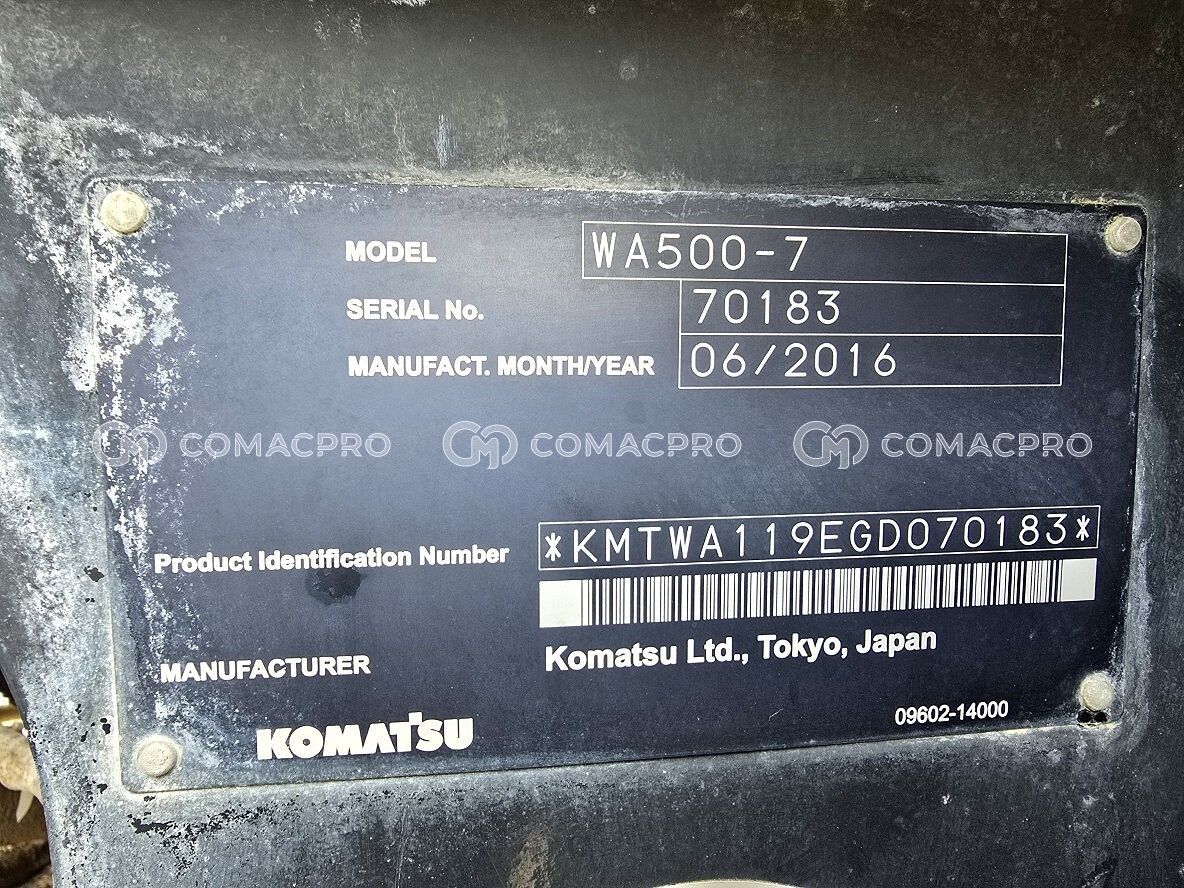 MODEL WA500-7
SERIAL No. 70183
MANUFACT. MONTH/YEAR 06/2016
COMACPRO COMACPRO COMACPRO
Product Identification Number *KMTWA119EGD070183*
MANUFACTURER Komatsu Ltd., Tokyo, Japan
KOMATSU 09602-14000